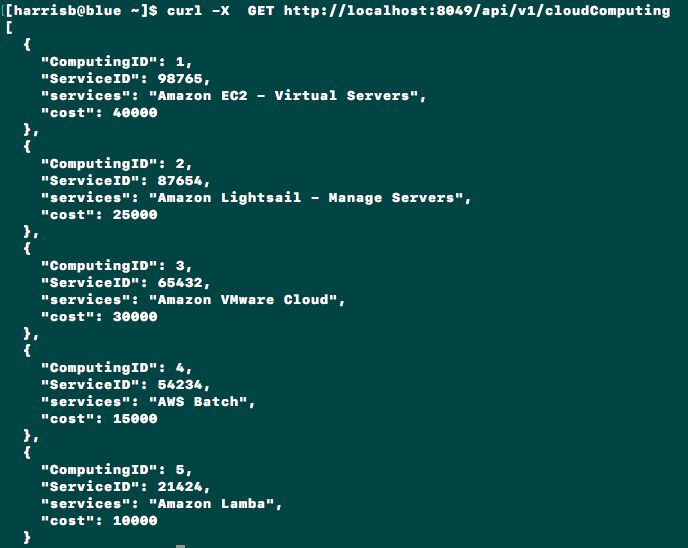 [harrisb@blue ~]$ curl -X  GET http://localhost:8049/api/v1/cloudComputing
[
  {
    "ComputingID": 1,
    "ServiceID": 98765,
    "services": "Amazon EC2 - Virtual Servers",
    "cost": 40000
  },
  {
    "ComputingID": 2,
    "ServiceID": 87654,
    "services": "Amazon Lightsail - Manage Servers",
    "cost": 25000
  },
  {
    "ComputingID": 3,
    "ServiceID": 65432,
    "services": "Amazon VMware Cloud",
    "cost": 30000
  },
  {
    "ComputingID": 4,
    "ServiceID": 54234,
    "services": "AWS Batch",
    "cost": 15000
  },
  {
    "ComputingID": 5,
    "ServiceID": 21424,
    "services": "Amazon Lamba",
    "cost": 10000
  }